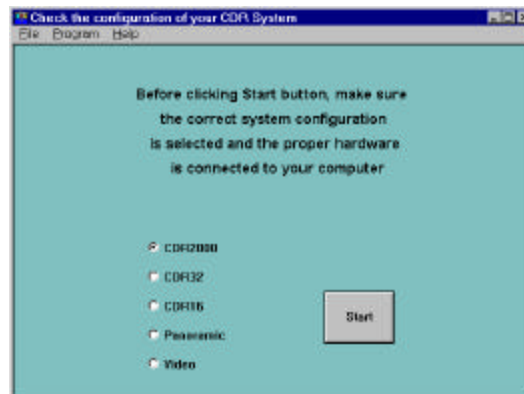 Check the configuration of your CDR System
File Program Help
Before clicking Start button, make sure
the correct system configuration
is selected and the proper hardware
is connected to your computer
CDR2000
CDR32
CDR16
Start
Panoramic
Video